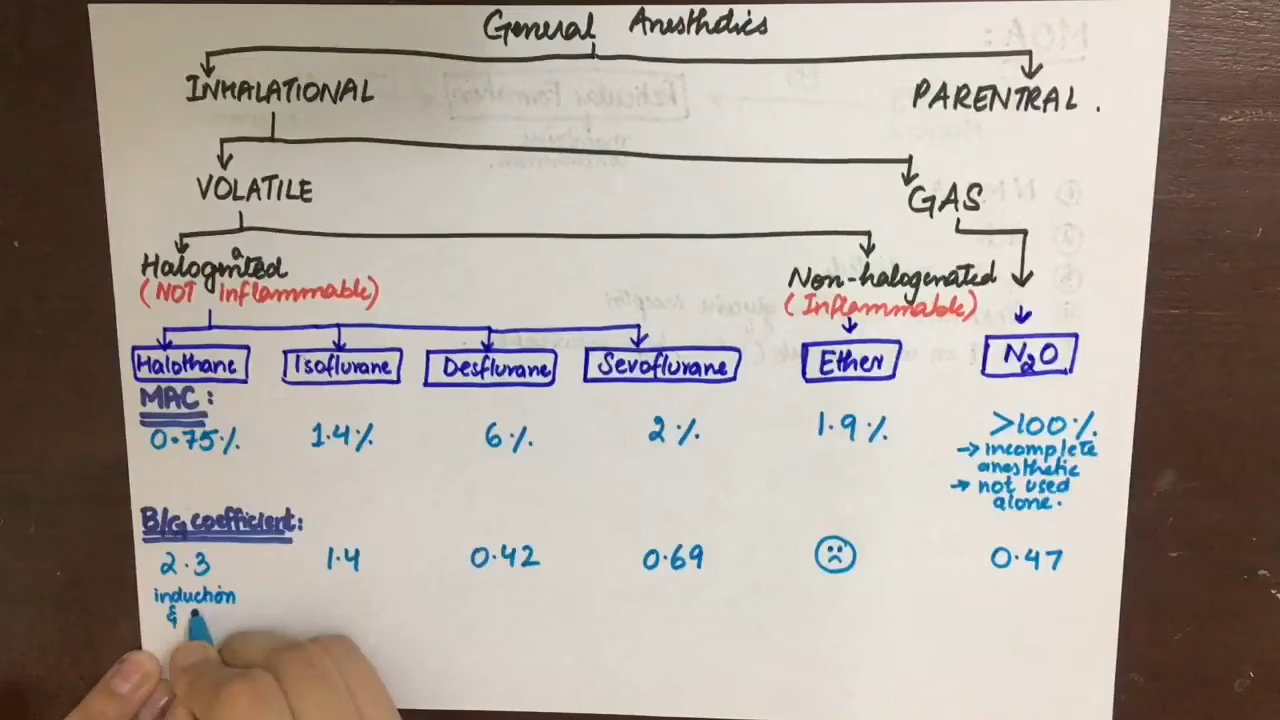 General Anesthetics
INHALATIONAL PARENTRAL.
VOLATILE GAS
Halogenated Non-halogenated
(NOT inflammable) (Inflammable)
Halothane Isoflurane Desflurane Sevoflurane Ether N2O
MAC:
0.75% 1.4% 6% 2% 1.9% >100%
→ incomplete
anesthetic
→ not used
alone.
B/G coefficient:
2.3 1.4 0.42 0.69 0.47
induction
&